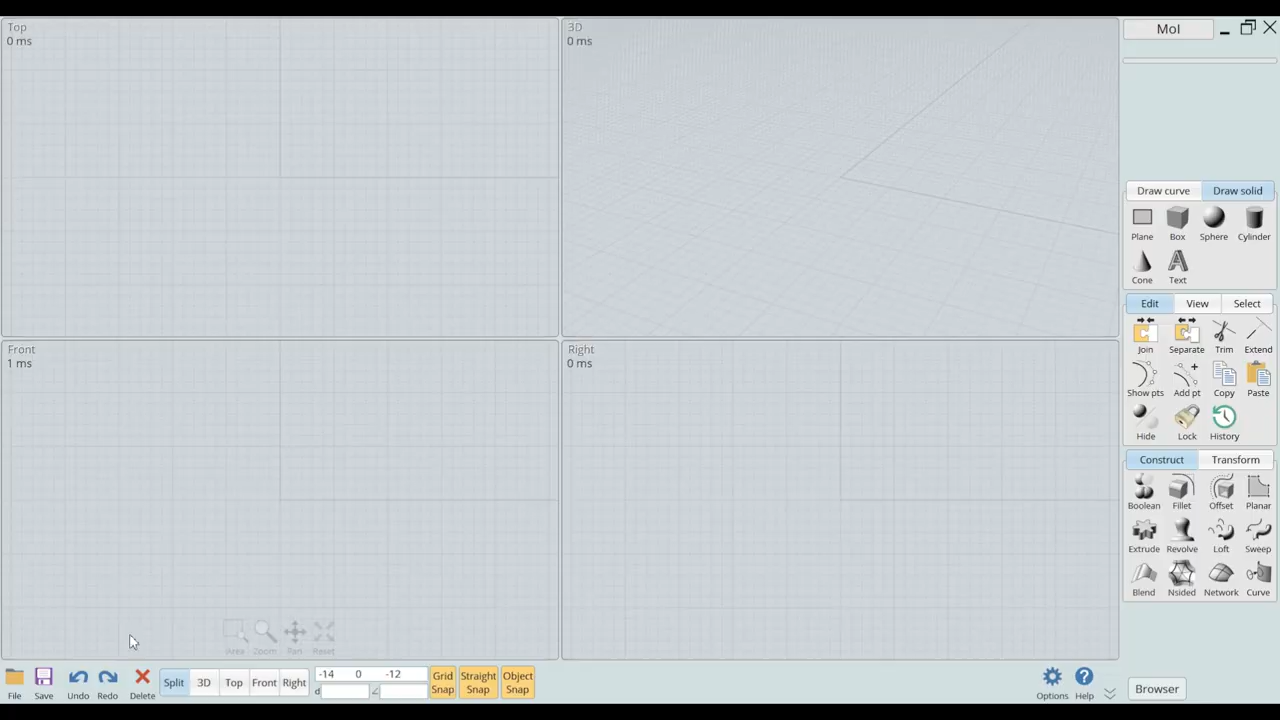 Top
0 ms
3D
0 ms
MoI
Draw curve
Draw solid
Plane
Box
Sphere
Cylinder
Cone
Text
Edit
View
Select
Join
Separate
Trim
Extend
Show pts
Add pt
Copy
Paste
Hide
Lock
History
Front
1 ms
Right
0 ms
Construct
Transform
Boolean
Fillet
Offset
Planar
Extrude
Revolve
Loft
Sweep
Blend
Nsided
Network
Curve
Area
Zoom
Pan
Reset
File
Save
Undo
Redo
Delete
Split
3D
Top
Front
Right
-14 0 -12
d
Grid
Snap
Straight
Snap
Object
Snap
Options
Help
Browser